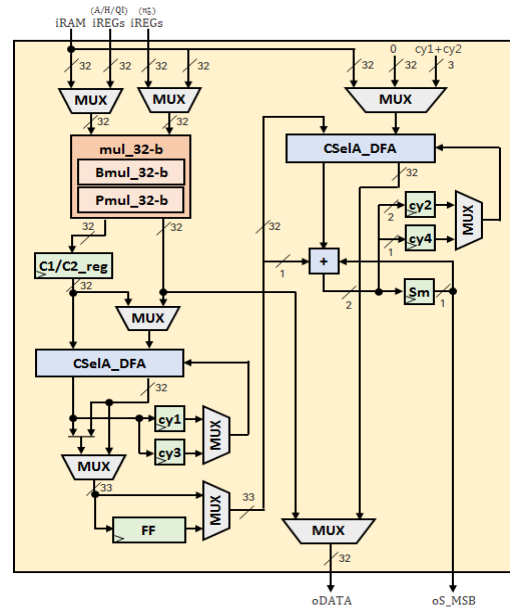 (A/H/QI) (n₀')
iRAM iREGs iREGs
0 cy1+cy2
32 32 32 32 32 32 3
MUX MUX MUX
32 32
mul_32-b CSelA_DFA
Bmul_32-b
Pmul_32-b 32
32 32 32 2 cy2 MUX
C1/C2_reg 1 1 cy4
32 +
MUX 2 Sm 1
CSelA_DFA
32
cy1 MUX
cy3
MUX
33 MUX 33
FF MUX
32
oDATA oS_MSB